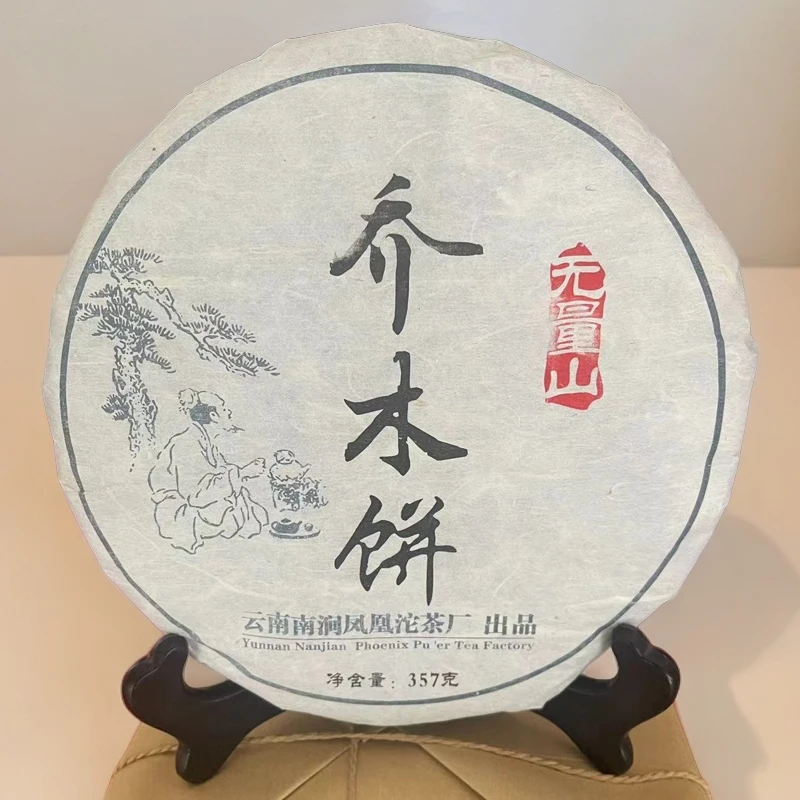 无量山
乔木饼
云南南涧凤凰沱茶厂 出品
Yunnan Nanjian Phoenix Pu'er Tea Factory
净含量：357克